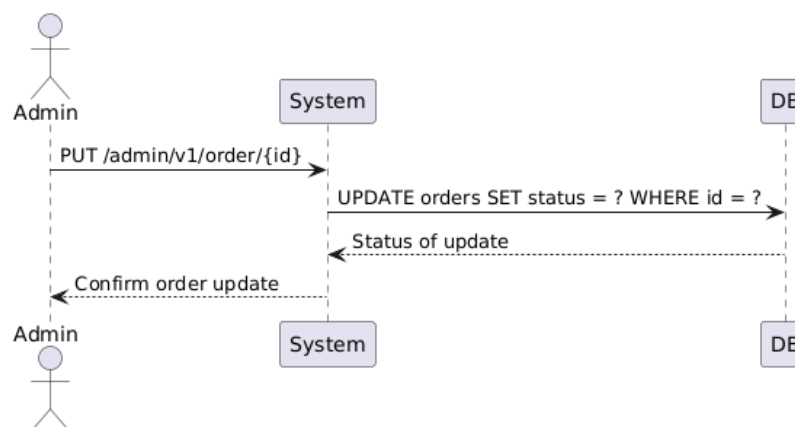 Admin
System
PUT /admin/v1/order/{id}
UPDATE orders SET status = ? WHERE id = ?
Status of update
Confirm order update
Admin
System